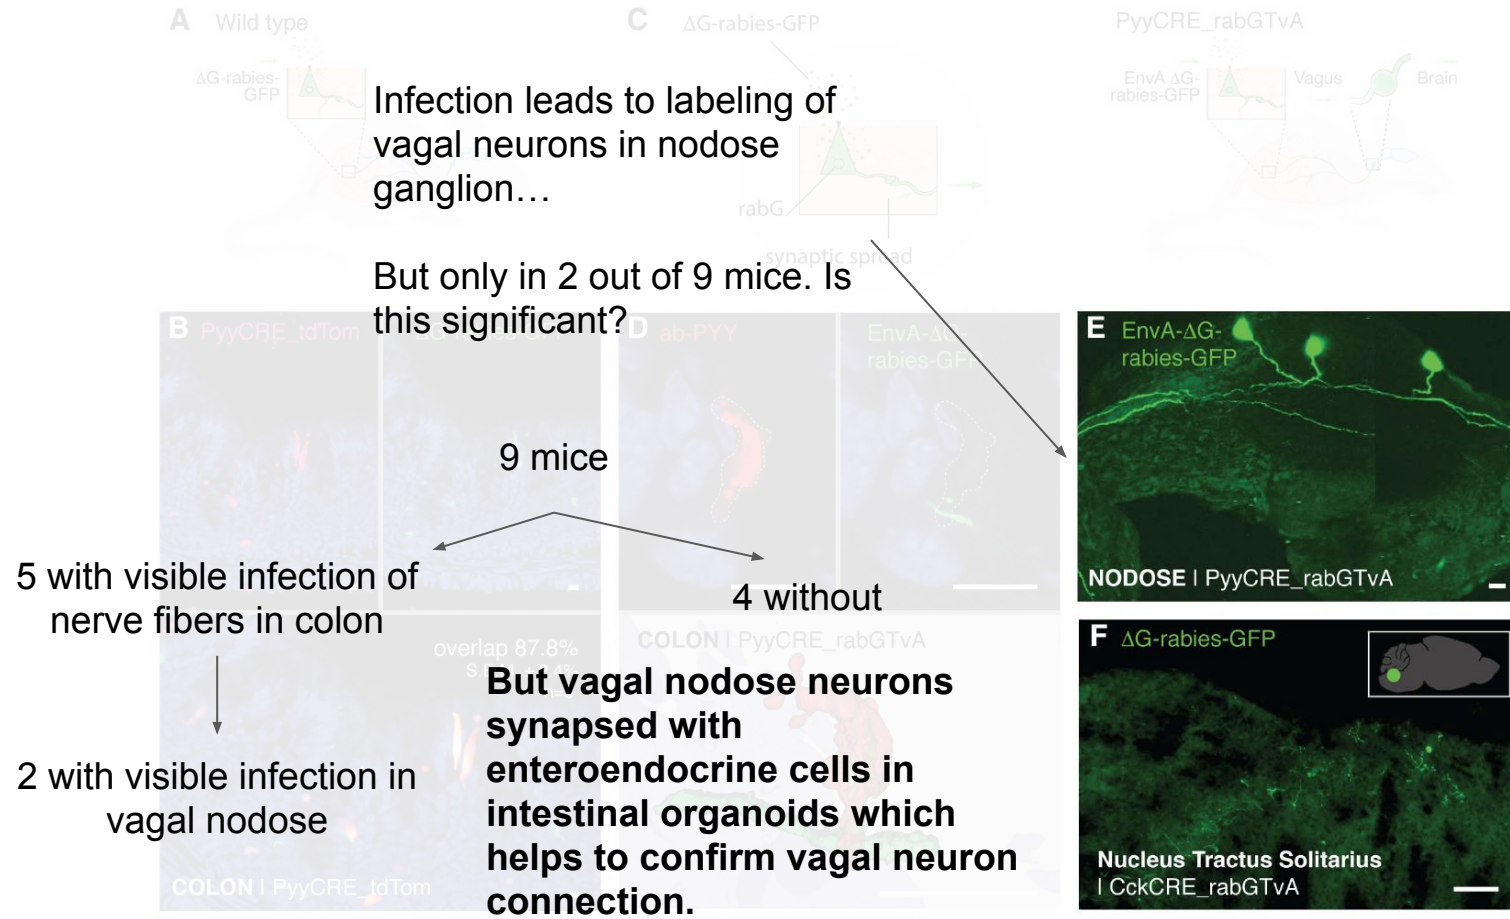 A Wild type
ΔG-rabies-
GFP
C ΔG-rabies-GFP
rabG
synaptic spread
PyyCRE_rabGTvA
EnvA ΔG-
rabies-GFP
Vagus
Brain
Infection leads to labeling of
vagal neurons in nodose
ganglion…
But only in 2 out of 9 mice. Is
this significant?
B PyyCRE_tdTom
ΔG-rabies-GFP
D ab-PYY
EnvA-ΔG-
rabies-GFP
E EnvA-ΔG-
rabies-GFP
NODOSE | PyyCRE_rabGTvA
9 mice
5 with visible infection of
nerve fibers in colon
4 without
2 with visible infection in
vagal nodose
overlap 87.8%
COLON | PyyCRE_tdTom
COLON | PyyCRE_rabGTvA
But vagal nodose neurons
synapsed with
enteroendocrine cells in
intestinal organoids which
helps to confirm vagal neuron
connection.
F ΔG-rabies-GFP
Nucleus Tractus Solitarius
| CckCRE_rabGTvA